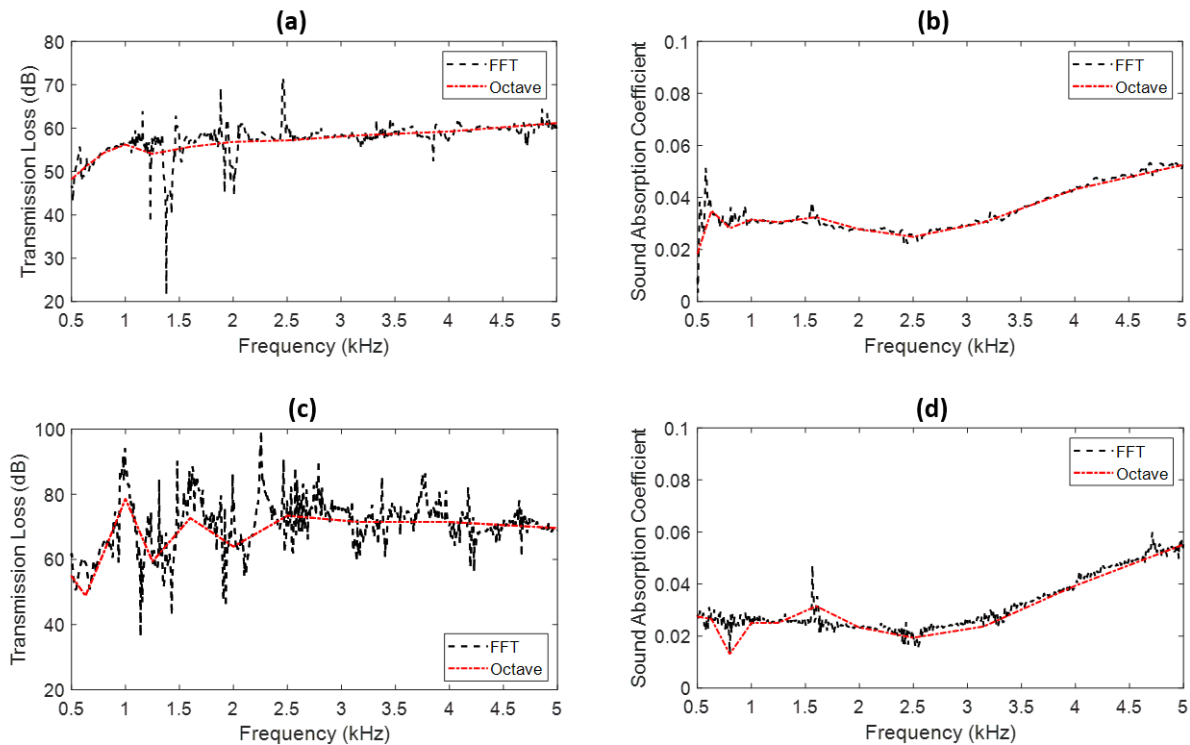 (a)
80
70
60
50
40
30
20
Transmission Loss (dB)
FFT
Octave
0.5 1 1.5 2 2.5 3 3.5 4 4.5 5
Frequency (kHz)
(b)
0.1
0.08
0.06
0.04
0.02
0
Sound Absorption Coefficient
FFT
Octave
0.5 1 1.5 2 2.5 3 3.5 4 4.5 5
Frequency (kHz)
(c)
100
80
60
40
20
Transmission Loss (dB)
FFT
Octave
0.5 1 1.5 2 2.5 3 3.5 4 4.5 5
Frequency (kHz)
(d)
0.1
0.08
0.06
0.04
0.02
0
Sound Absorption Coefficient
FFT
Octave
0.5 1 1.5 2 2.5 3 3.5 4 4.5 5
Frequency (kHz)